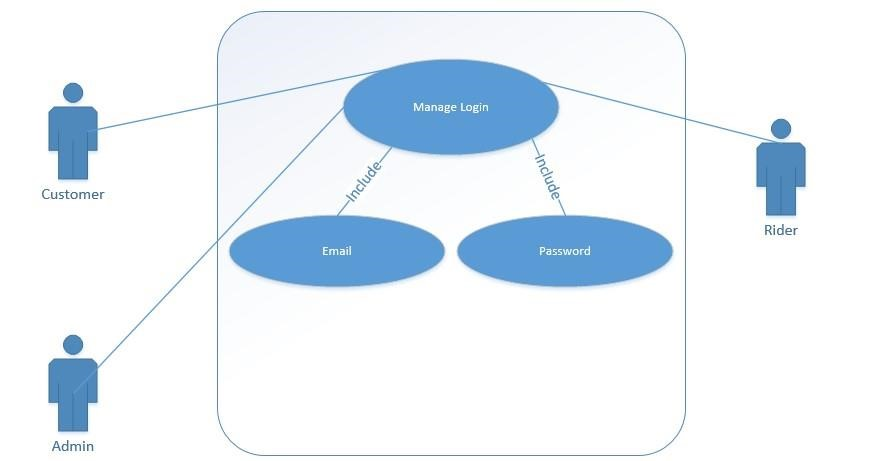 Manage Login
Customer
Include
Include
Rider
Email
Password
Admin